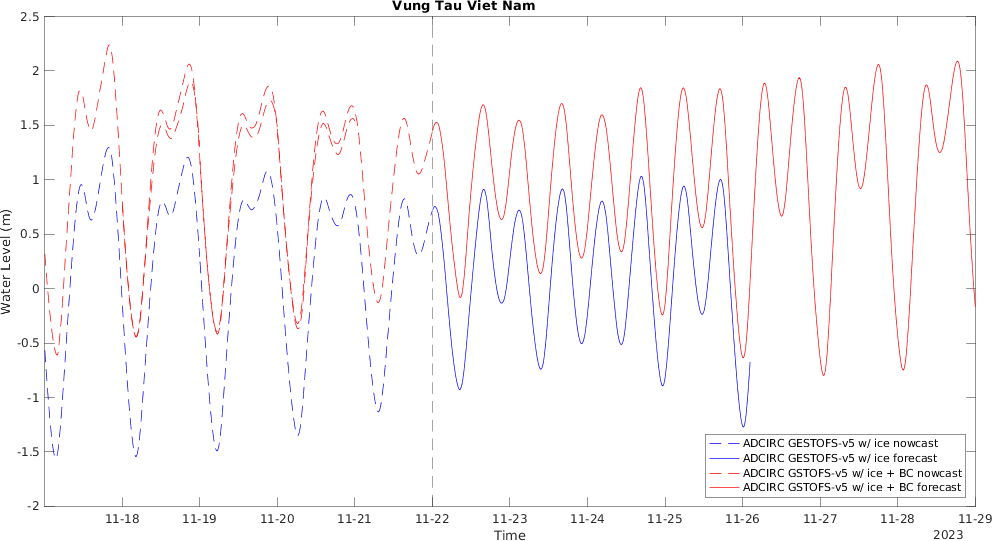 Vung Tau Viet Nam
2.5
2
1.5
1
0.5
0
-0.5
-1
-1.5
-2
Water Level (m)
11-18 11-19 11-20 11-21 11-22 11-23 11-24 11-25 11-26 11-27 11-28 11-29
Time
2023
ADCIRC GESTOFS-v5 w/ ice nowcast
ADCIRC GESTOFS-v5 w/ ice forecast
ADCIRC GSTOFS-v5 w/ ice + BC nowcast
ADCIRC GSTOFS-v5 w/ ice + BC forecast